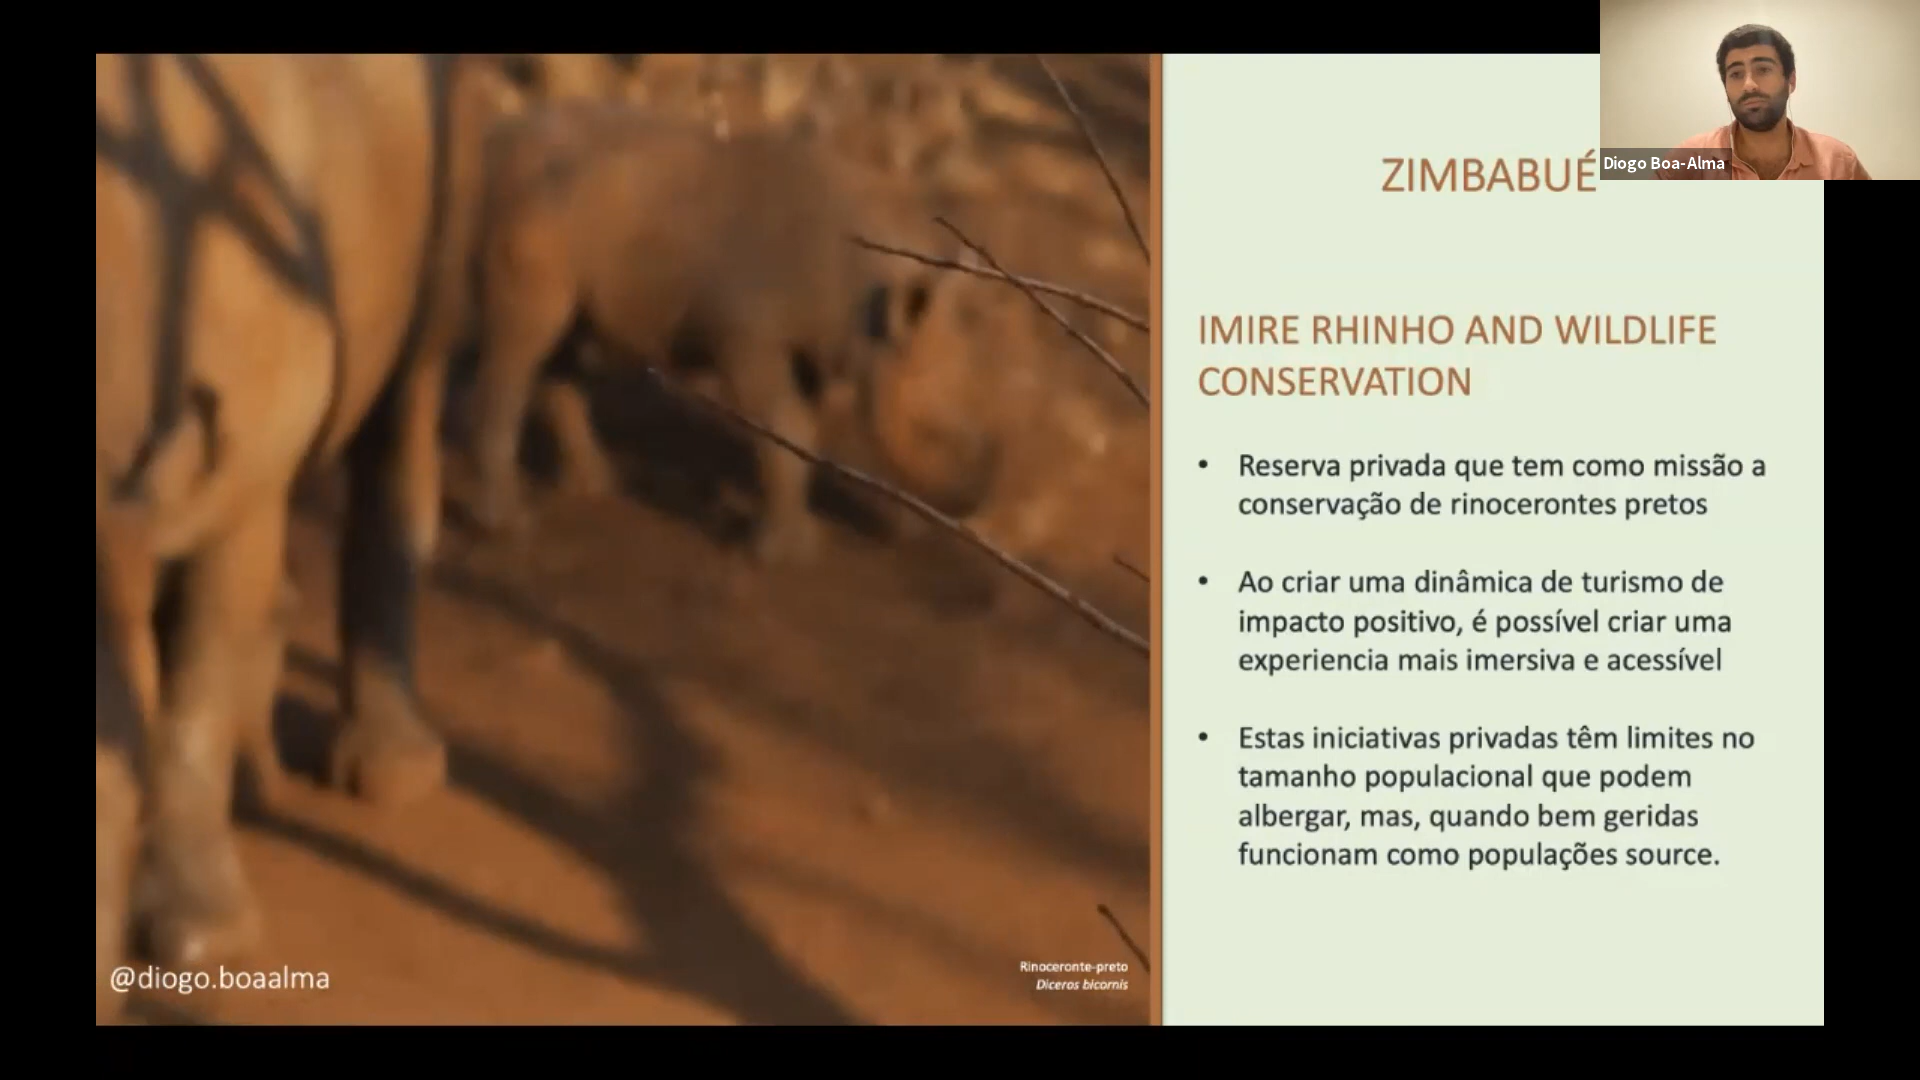 Diogo Boa-Alma
ZIMBABUÉ
IMIRE RHINHO AND WILDLIFE
CONSERVATION
• Reserva privada que tem como missão a
conservação de rinocerontes pretos
• Ao criar uma dinâmica de turismo de
impacto positivo, é possível criar uma
experiencia mais imersiva e acessível
• Estas iniciativas privadas têm limites no
tamanho populacional que podem
albergar, mas, quando bem geridas
funcionam como populações source.
@diogo.boaalma
Rinoceronte-preto
Diceros bicornis